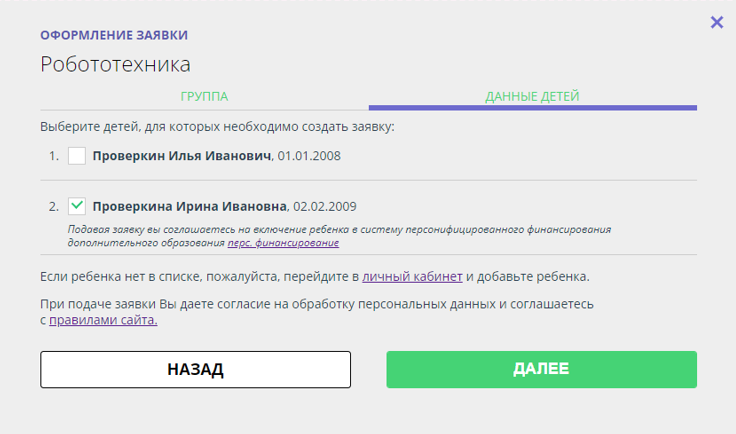 ОФОРМЛЕНИЕ ЗАЯВКИ
Робототехника
ГРУППА
ДАННЫЕ ДЕТЕЙ
Выберите детей, для которых необходимо создать заявку:
1. Проверкин Илья Иванович, 01.01.2008
2. Проверкина Ирина Ивановна, 02.02.2009
Подавая заявку вы соглашаетесь на включение ребенка в систему персонифицированного финансирования
дополнительного образования перс. финансирование
Если ребенка нет в списке, пожалуйста, перейдите в личный кабинет и добавьте ребенка.
При подаче заявки Вы даете согласие на обработку персональных данных и соглашаетесь
с правилами сайта.
НАЗАД
ДАЛЕЕ